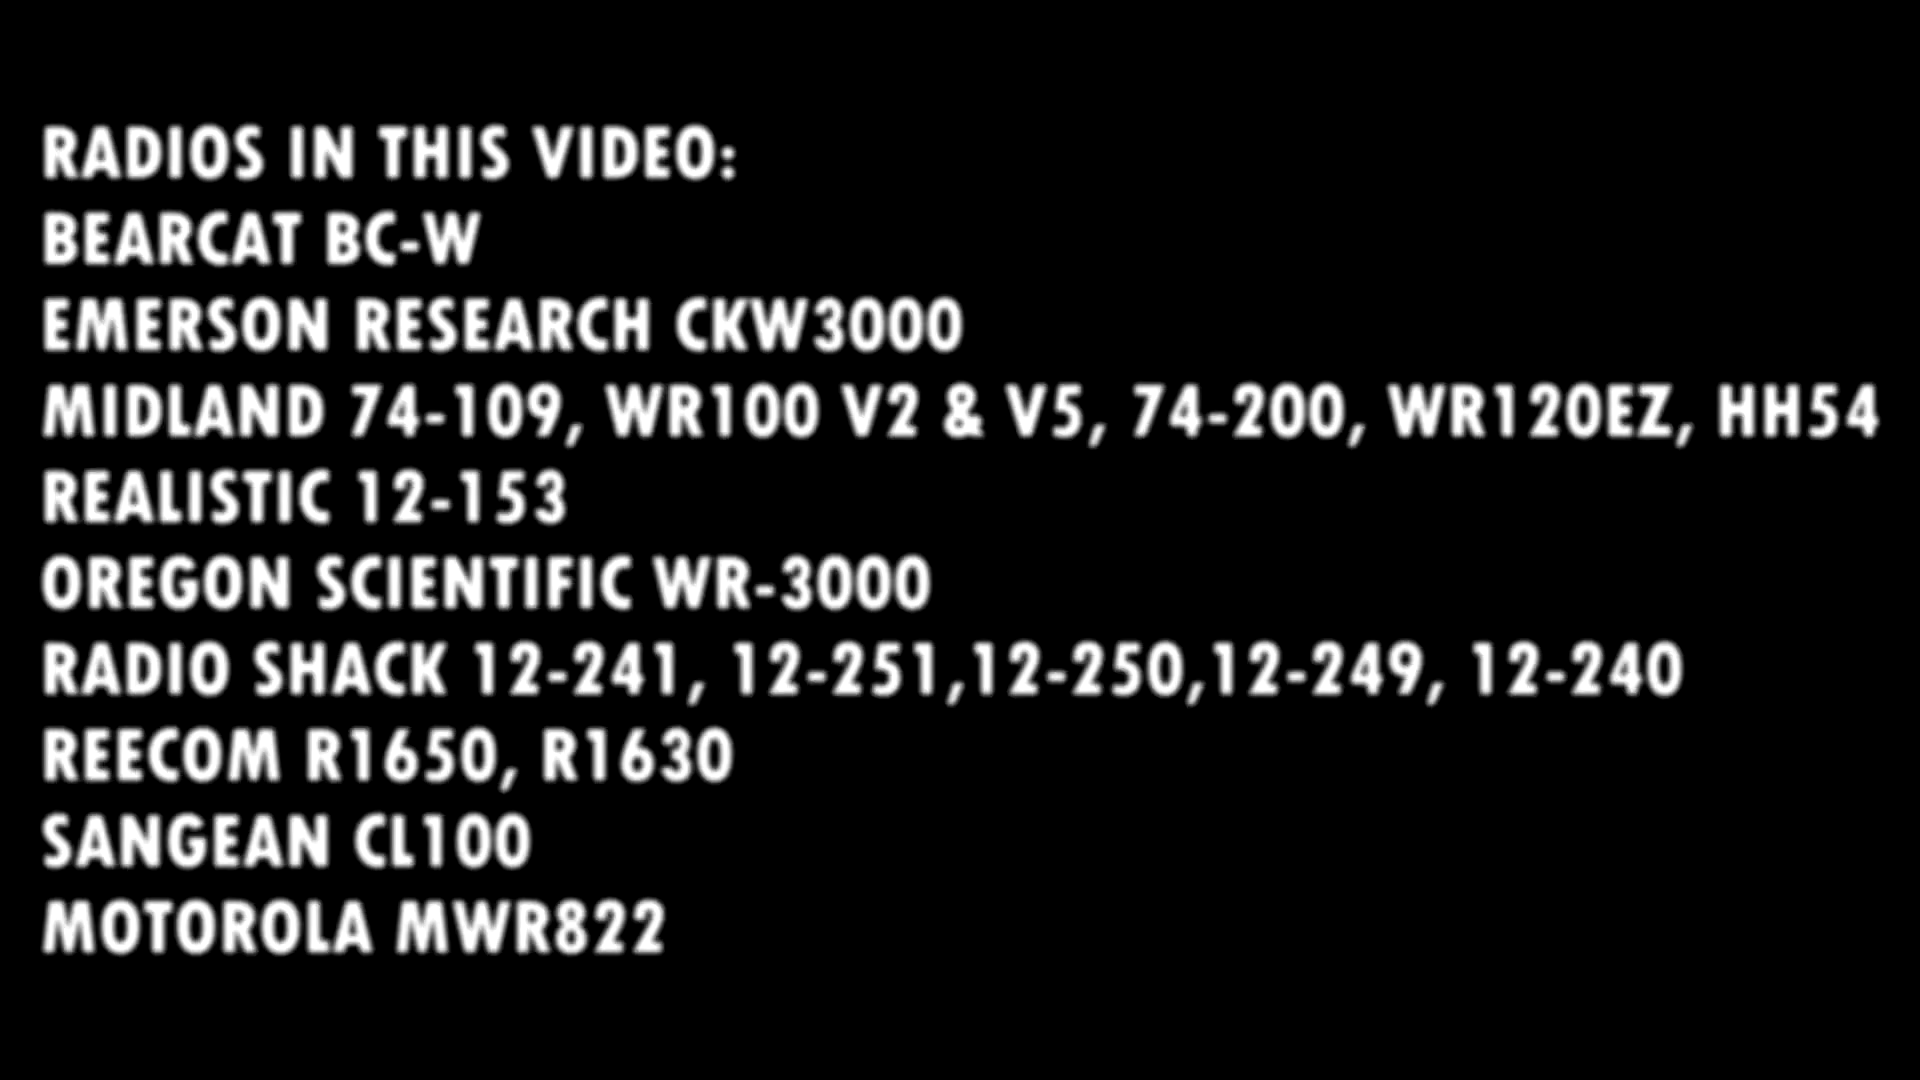 RADIOS IN THIS VIDEO:
BEARCAT BC-W
EMERSON RESEARCH CKW3000
MIDLAND 74-109, WR100 V2 & V5, 74-200, WR120EZ, HH54
REALISTIC 12-153
OREGON SCIENTIFIC WR-3000
RADIO SHACK 12-241, 12-251,12-250,12-249, 12-240
REECOM R1650, R1630
SANGEAN CL100
MOTOROLA MWR822